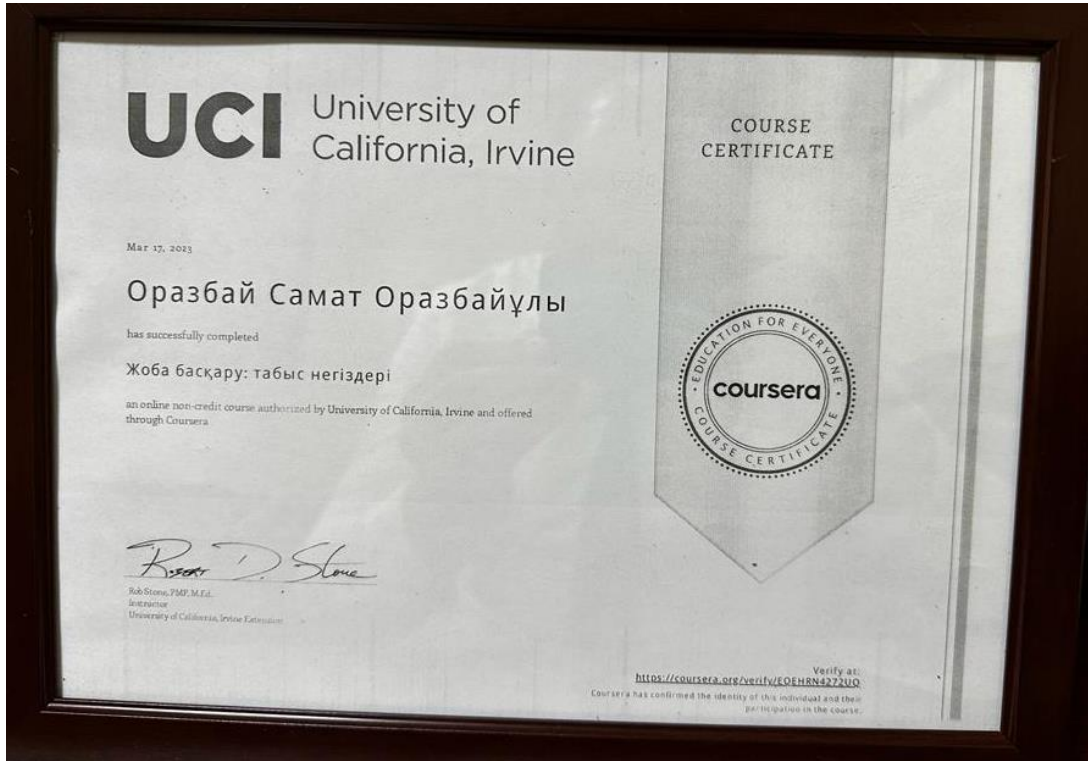 UCI University of
California, Irvine
COURSE
CERTIFICATE
Mar 17, 2023
Оразбай Самат Оразбайұлы
has successfully completed
Жоба басқару: табыс негіздері
an online non-credit course authorized by University of California, Irvine and offered
through Coursera
EDUCATION FOR EVERYONE
coursera
COURSE CERTIFICATE
Robert D. Stone
Rob Stone, PMP, M.Ed.
Instructor
University of California, Irvine Extension
Verify at:
https://coursera.org/verify/EQEHRN4272UQ
Coursera has confirmed the identity of this individual and their
participation in the course.